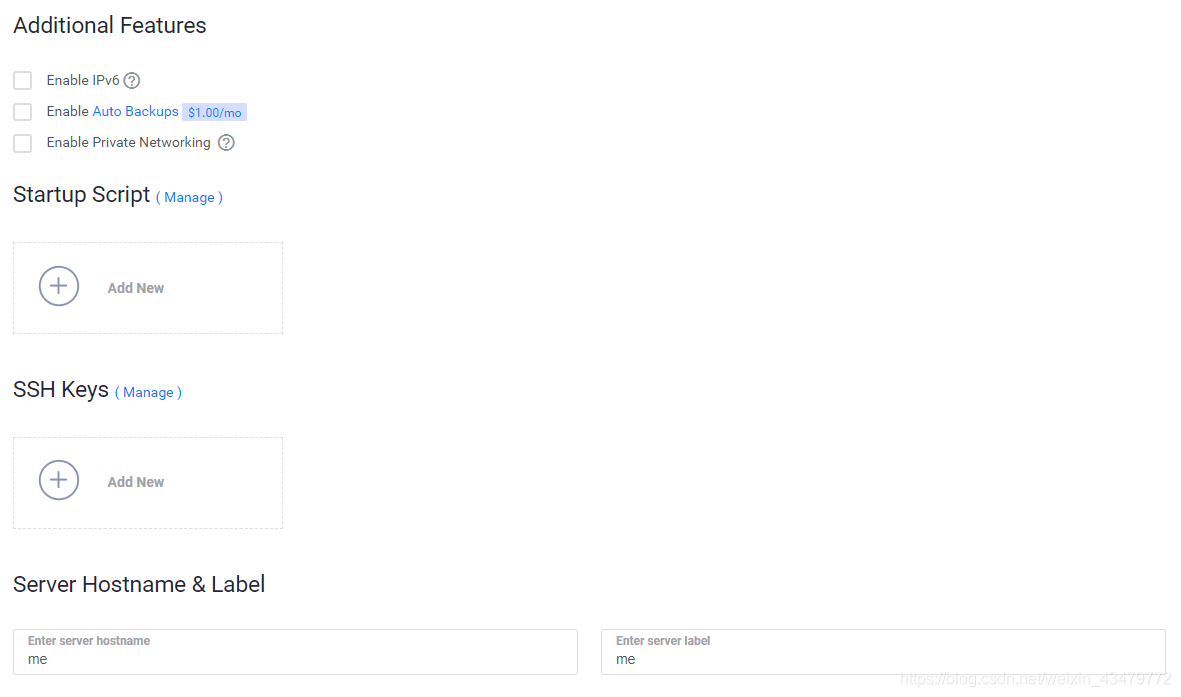 Additional Features
Enable IPv6
Enable Auto Backups $1.00/mo
Enable Private Networking
Startup Script ( Manage )
Add New
SSH Keys ( Manage )
Add New
Server Hostname & Label
Enter server hostname
me
Enter server label
me
https://blog.csdn.net/weixin_43479772